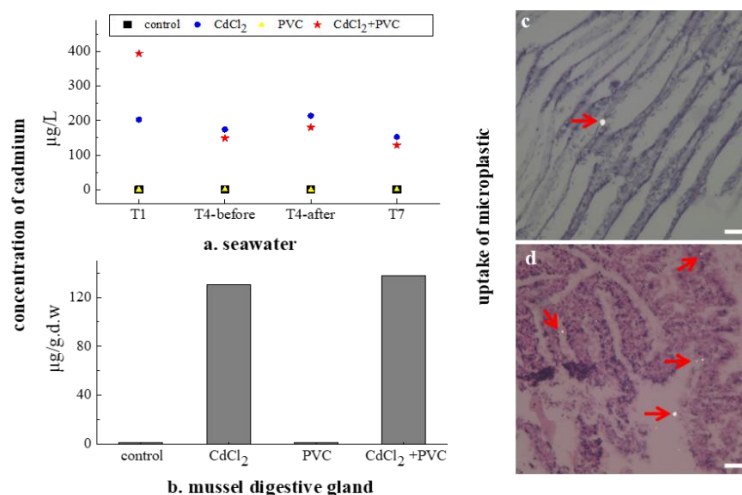 control CdCl₂ PVC CdCl₂+PVC
concentration of cadmium
µg/L
400
300
200
100
0
T1 T4-before T4-after T7
a. seawater
µg/g.d.w
120
80
40
0
control CdCl₂ PVC CdCl₂ +PVC
b. mussel digestive gland
uptake of microplastic
c
d